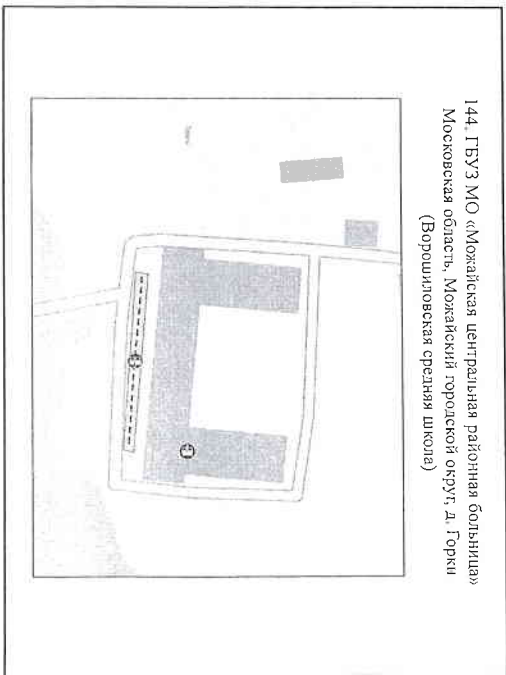 144. ГБУЗ МО «Можайская центральная районная больница»
Московская область, Можайский городской округ, д. Горки
(Ворошиловская средняя школа)